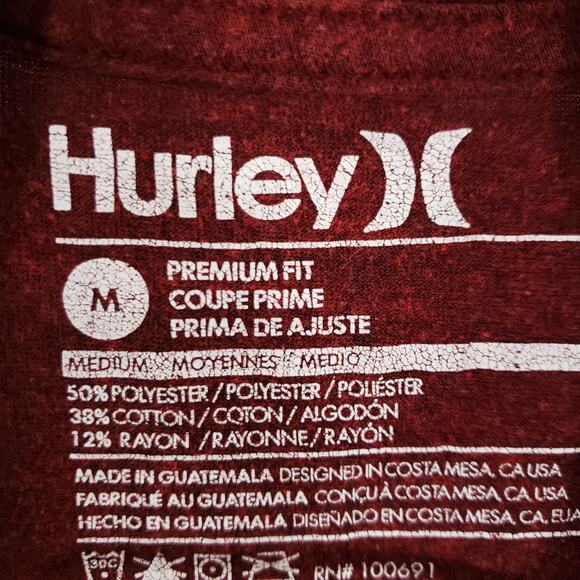 Hurley
M
PREMIUM FIT
COUPE PRIME
PRIMA DE AJUSTE
MEDIUM MOYENNES MEDIO
50% POLYESTER / POLYESTER / POLIÉSTER
38% COTTON / COTON / ALGODÓN
12% RAYON / RAYONNE / RAYÓN
MADE IN GUATEMALA DESIGNED IN COSTA MESA, CA USA
FABRIQUÉ AU GUATEMALA CONÇU À COSTA MESA, CA USA
HECHO EN GUATEMALA DISEÑADO EN COSTA MESA, CA, EUA
30C
RN# 100691